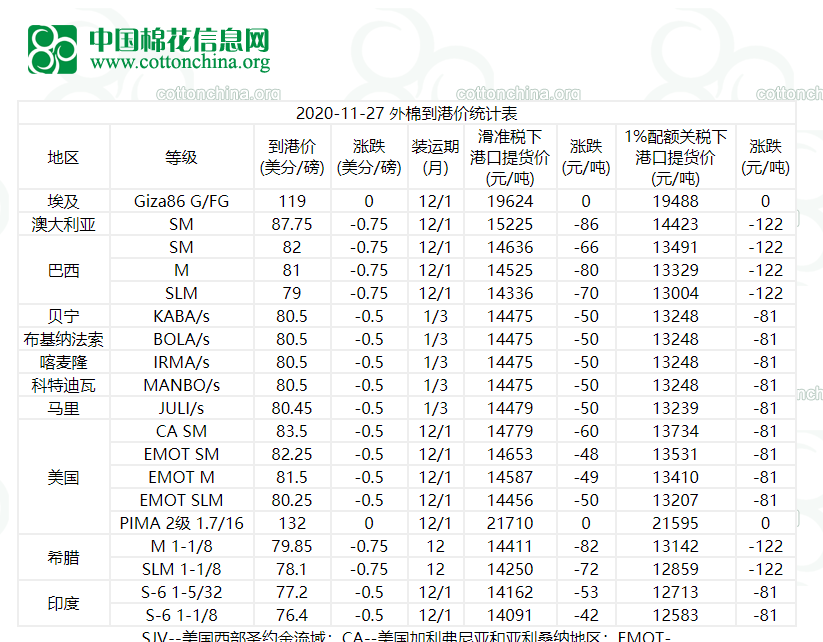 中国棉花信息网
www.cottonchina.org
cottonchina.org cottonchina.org cottonch
2020-11-27 外棉到港价统计表
地区 等级 到港价 (美分/磅) 涨跌 (美分/磅) 装运期 (月) 滑准税下 港口提货价 (元/吨) 涨跌 (元/吨) 1%配额关税下 港口提货价 (元/吨) 涨跌 (元/吨)
埃及 Giza86 G/FG 119 0 12/1 19624 0 19488 0
澳大利亚 SM 87.75 -0.75 12/1 15225 -86 14423 -122
巴西 SM 82 -0.75 12/1 14636 -66 13491 -122
M 81 -0.75 12/1 14525 -80 13329 -122
SLM 79 -0.75 12/1 14336 -70 13004 -122
贝宁 KABA/s 80.5 -0.5 1/3 14475 -50 13248 -81
布基纳法索 BOLA/s 80.5 -0.5 1/3 14475 -50 13248 -81
喀麦隆 IRMA/s 80.5 -0.5 1/3 14475 -50 13248 -81
科特迪瓦 MANBO/s 80.5 -0.5 1/3 14475 -50 13248 -81
马里 JULI/s 80.45 -0.5 1/3 14479 -50 13239 -81
美国 CA SM 83.5 -0.5 12/1 14779 -60 13734 -81
EMOT SM 82.25 -0.5 12/1 14653 -48 13531 -81
EMOT M 81.5 -0.5 12/1 14587 -49 13410 -81
EMOT SLM 80.25 -0.5 12/1 14456 -50 13207 -81
PIMA 2级 1.7/16 132 0 12/1 21710 0 21595 0
希腊 M 1-1/8 79.85 -0.75 12 14411 -82 13142 -122
SLM 1-1/8 78.1 -0.75 12 14250 -72 12859 -122
印度 S-6 1-5/32 77.2 -0.5 12/1 14162 -53 12713 -81
S-6 1-1/8 76.4 -0.5 12/1 14091 -42 12583 -81
SJV--美国西部圣约金流域；CA--美国加利弗尼亚和亚利桑纳地区；EMOT-